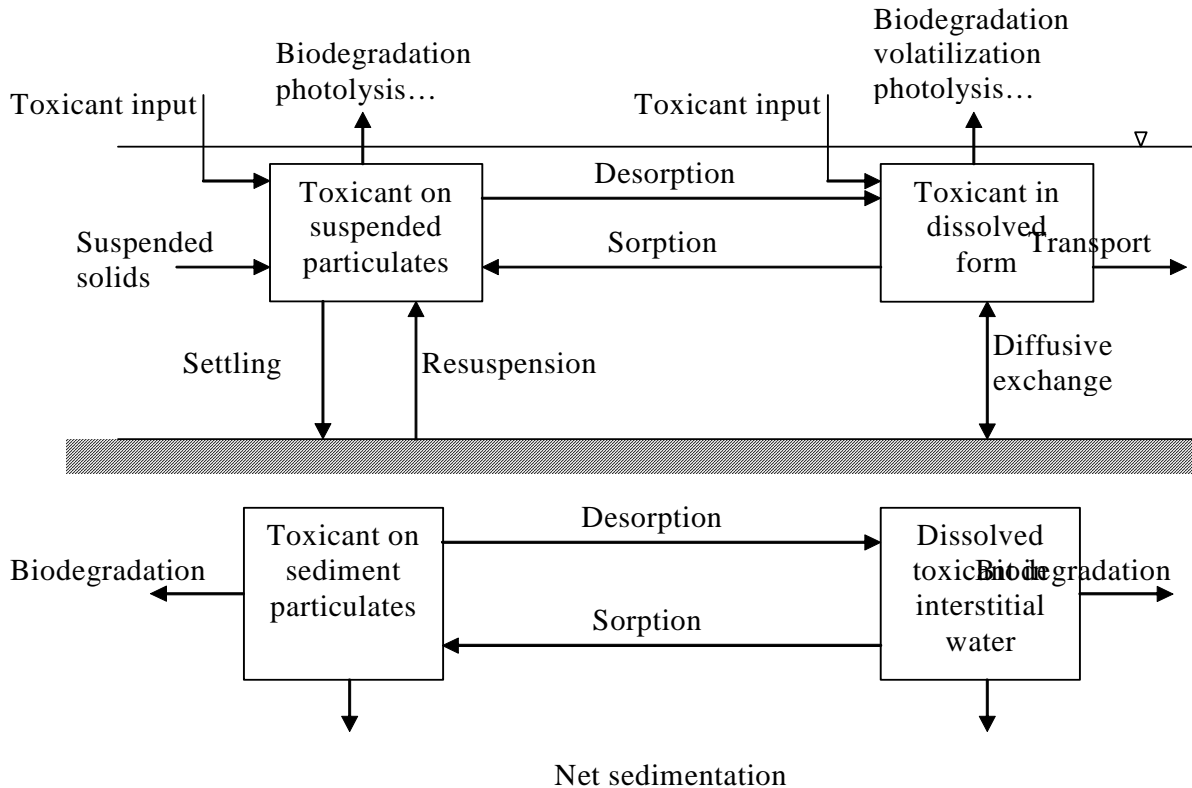 Biodegradation
photolysis…
Biodegradation
volatilization
photolysis…
Toxicant input
Toxicant input
Toxicant on
suspended
particulates
Desorption
Toxicant in
dissolved
form
Suspended
solids
Sorption
Transport
Settling
Resuspension
Diffusive
exchange
Toxicant on
sediment
particulates
Desorption
Dissolved
toxicant in
interstitial
water
Biodegradation
Biodegradation
Sorption
Net sedimentation